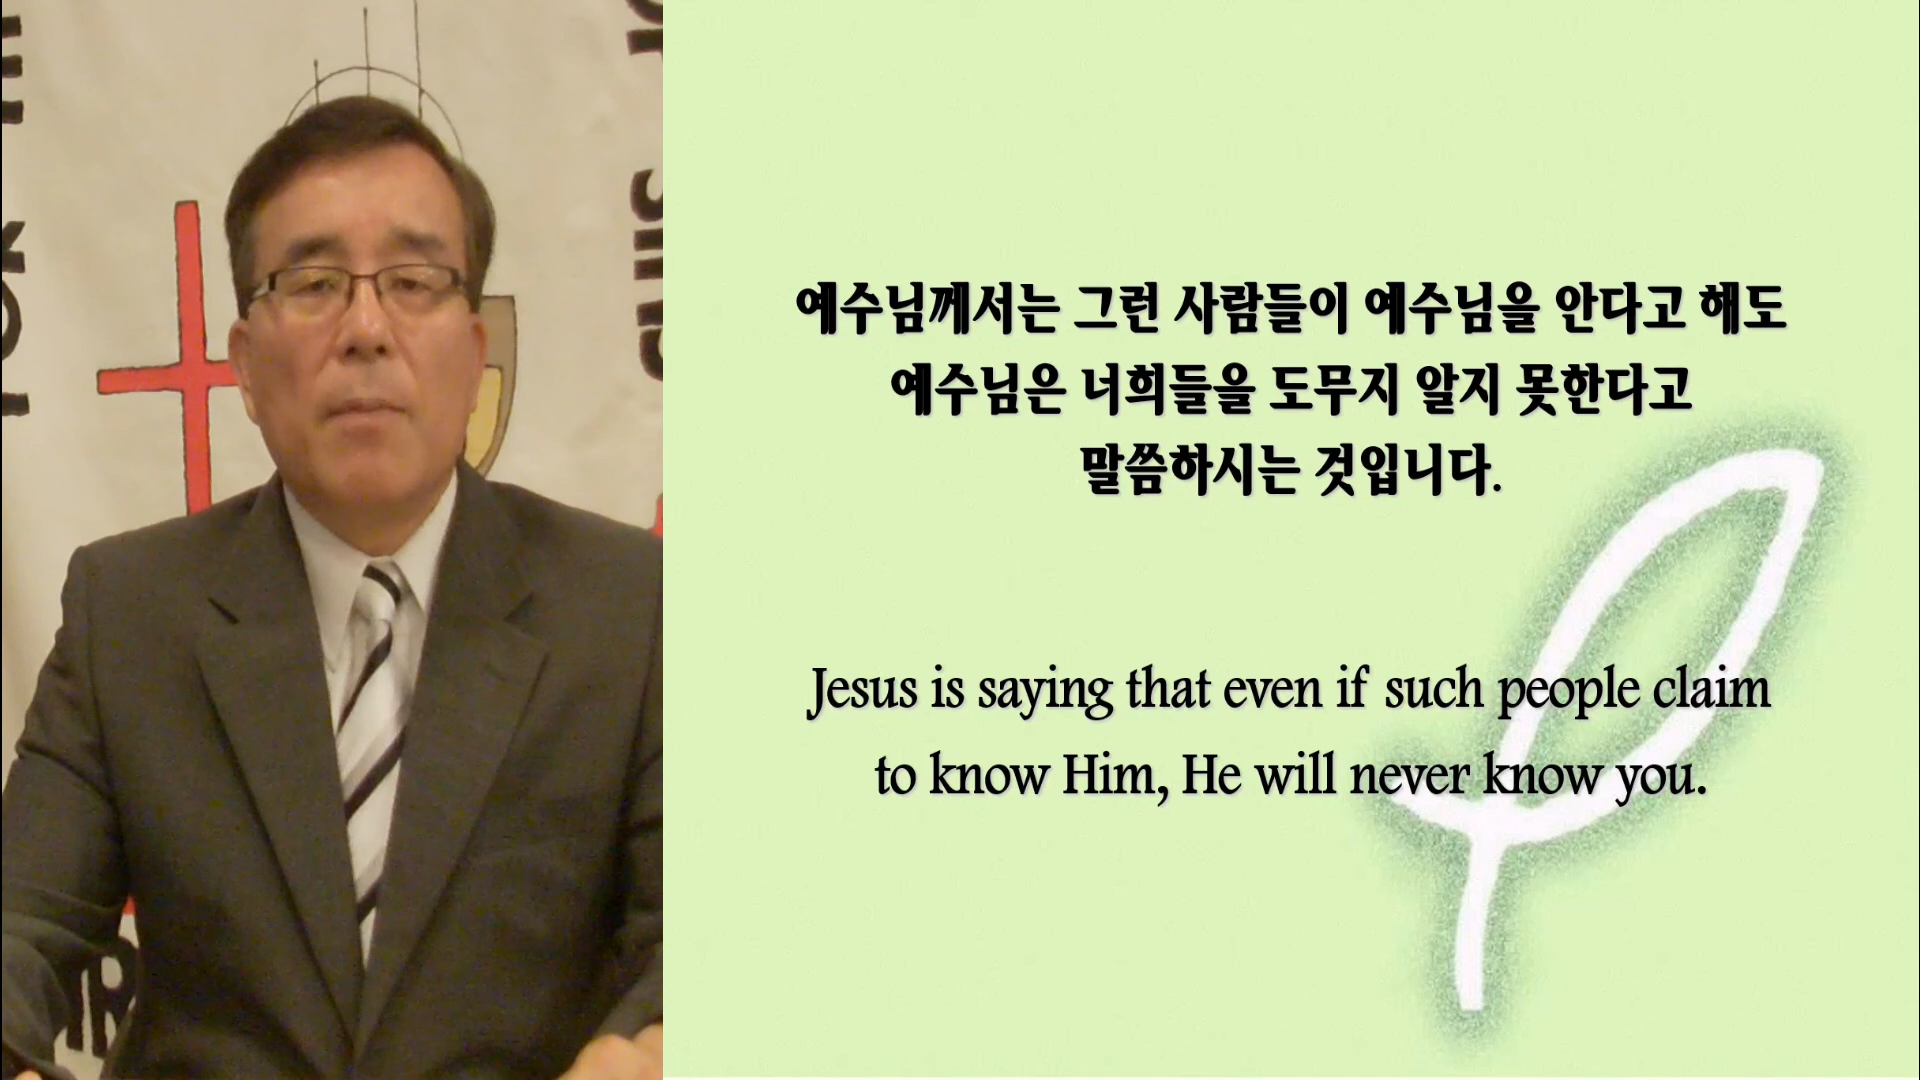 예수님께서는 그런 사람들이 예수님을 안다고 해도
예수님은 너희들을 도무지 알지 못한다고
말씀하시는 것입니다.
Jesus is saying that even if such people claim
to know Him, He will never know you.